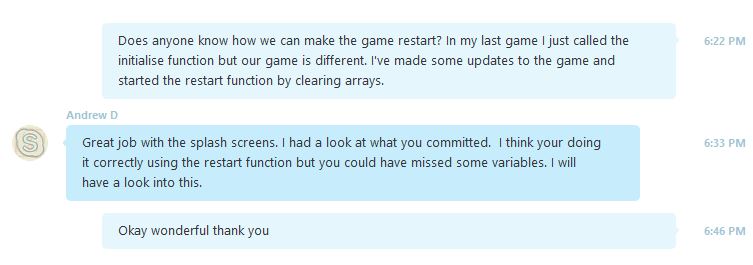 Does anyone know how we can make the game restart? In my last game I just called the
initialise function but our game is different. I've made some updates to the game and
started the restart function by clearing arrays.
6:22 PM
Andrew D
Great job with the splash screens. I had a look at what you committed.  I think your doing
it correctly using the restart function but you could have missed some variables. I will
have a look into this.
6:33 PM
Okay wonderful thank you
6:46 PM